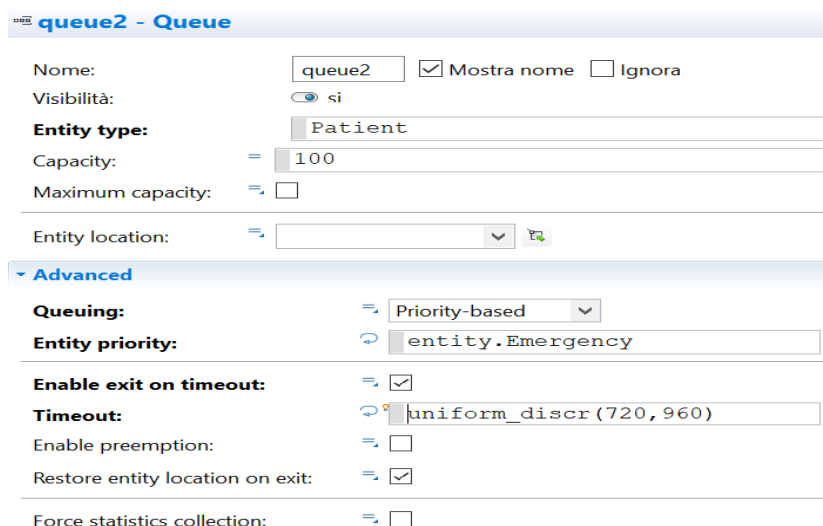 queue2 - Queue
Nome: queue2 Mostra nome Ignora
Visibilità: si
Entity type: Patient
Capacity: = 100
Maximum capacity:
Entity location:
Advanced
Queuing: Priority-based
Entity priority: entity.Emergency
Enable exit on timeout:
Timeout: uniform_discr(720,960)
Enable preemption:
Restore entity location on exit:
Force statistics collection: